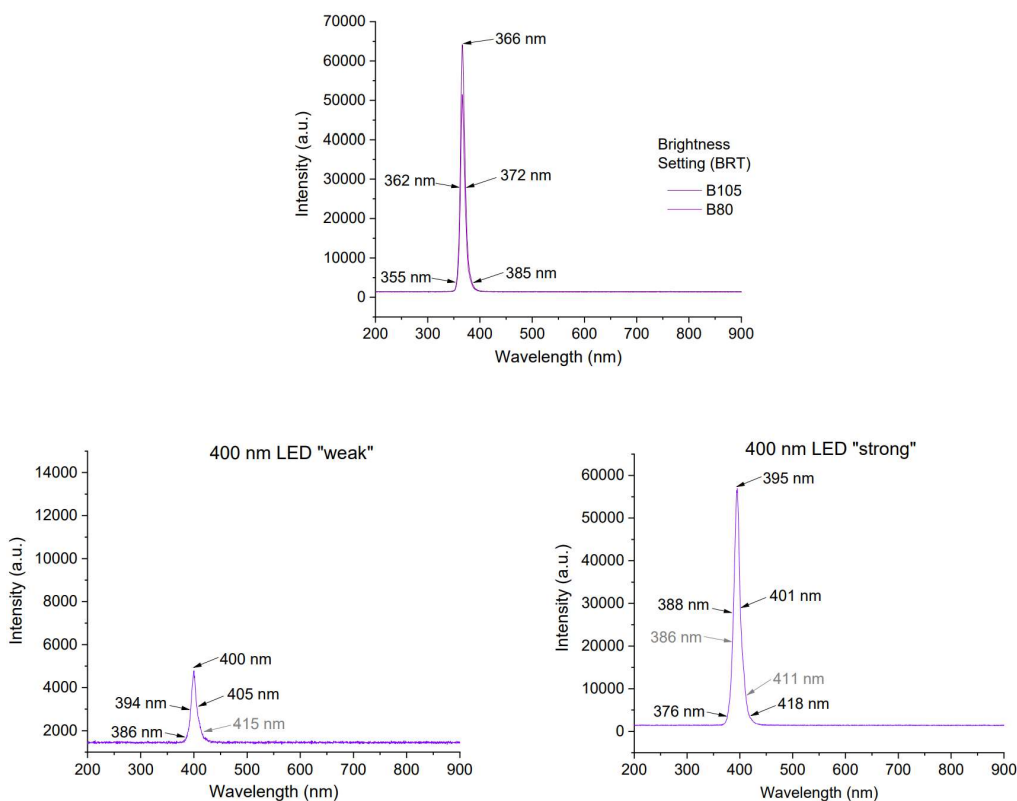 70000
366 nm
60000
50000
Intensity (a.u.)
40000
Brightness
Setting (BRT)
30000
362 nm
372 nm
B105
20000
B80
10000
355 nm
385 nm
0
200 300 400 500 600 700 800 900
Wavelength (nm)
400 nm LED "weak"
14000
12000
10000
Intensity (a.u.)
8000
6000
400 nm
4000
394 nm
405 nm
415 nm
386 nm
2000
200 300 400 500 600 700 800 900
Wavelength (nm)
400 nm LED "strong"
60000
395 nm
50000
40000
Intensity (a.u.)
30000
388 nm
401 nm
386 nm
20000
411 nm
10000
376 nm
418 nm
0
200 300 400 500 600 700 800 900
Wavelength (nm)